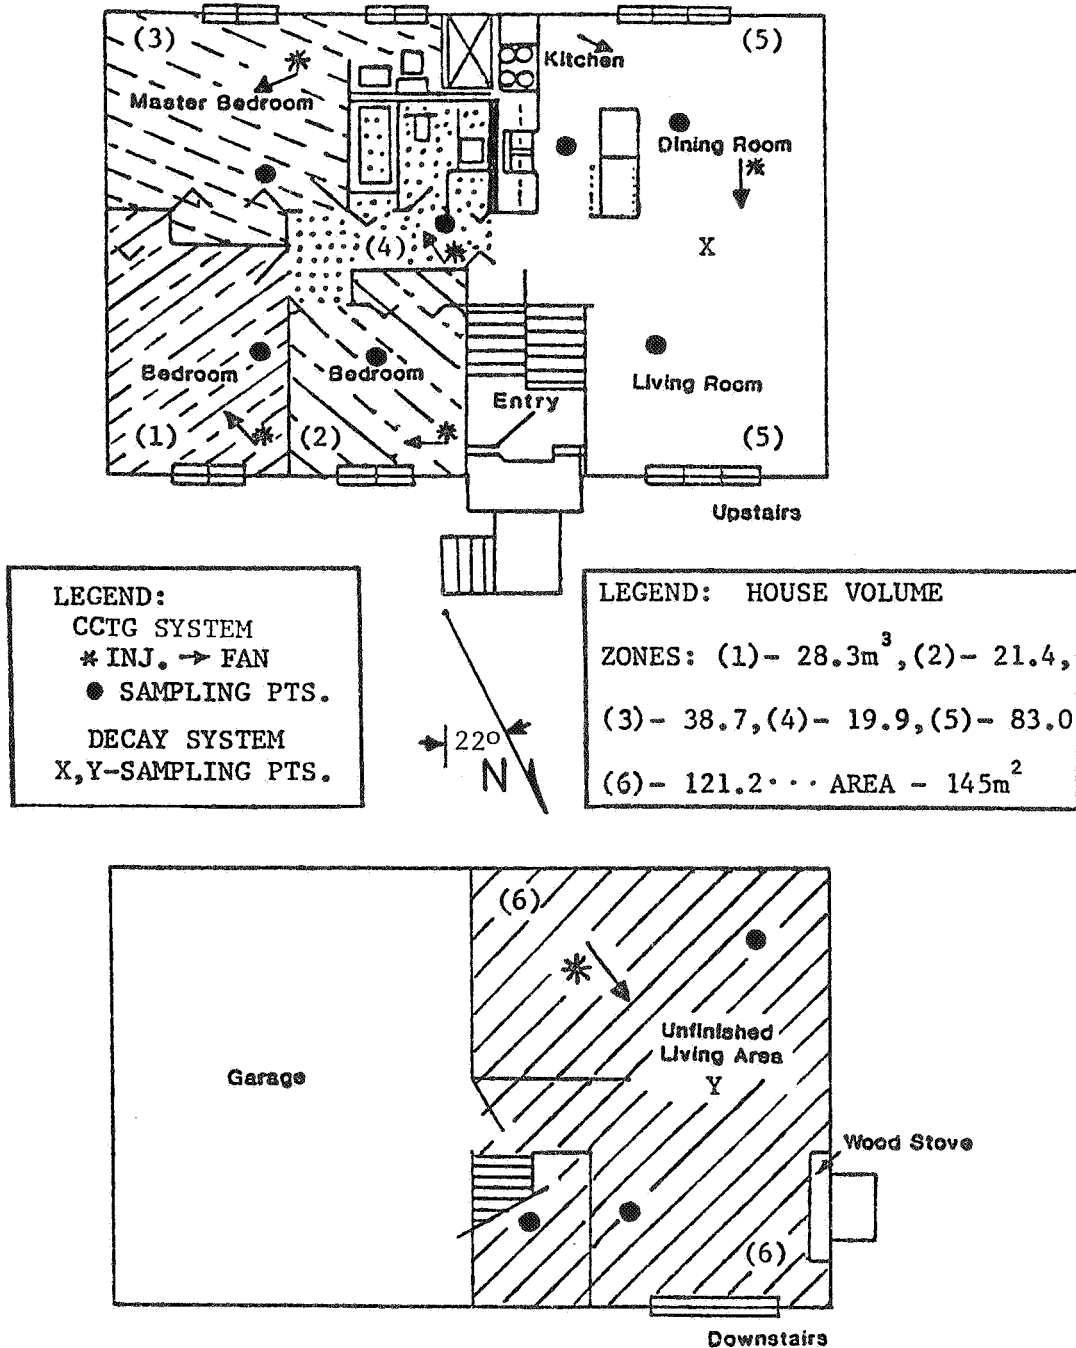 (3)
(5)
Kitchen
Master Bedroom
Dining Room
(4)
X
Bedroom
Bedroom
Living Room
Entry
(1)
(2)
(5)
Upstairs
LEGEND:
CCTG SYSTEM
* INJ. → FAN
● SAMPLING PTS.
DECAY SYSTEM
X,Y-SAMPLING PTS.
22°
N
LEGEND: HOUSE VOLUME
ZONES: (1)- 28.3m³,(2)- 21.4,
(3)- 38.7,(4)- 19.9,(5)- 83.0
(6)- 121.2··· AREA - 145m²
(6)
Unfinished
Living Area
Garage
Y
Wood Stove
(6)
Downstairs